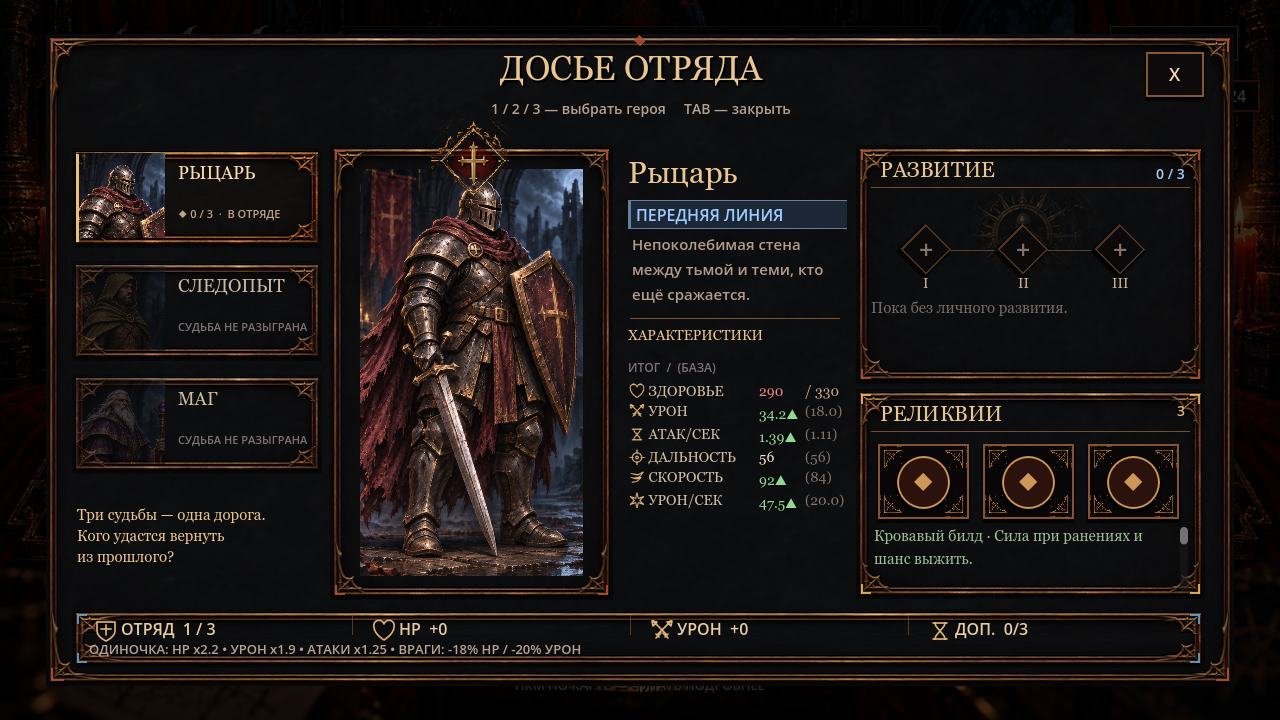 ДОСЬЕ ОТРЯДА
X
1 / 2 / 3 — выбрать героя TAB — закрыть
24
РЫЦАРЬ
◆ 0 / 3 · В ОТРЯДЕ
СЛЕДОПЫТ
СУДЬБА НЕ РАЗЫГРАНА
МАГ
СУДЬБА НЕ РАЗЫГРАНА
Три судьбы — одна дорога.
Кого удастся вернуть
из прошлого?
Рыцарь
ПЕРЕДНЯЯ ЛИНИЯ
Непоколебимая стена
между тьмой и теми, кто
ещё сражается.
ХАРАКТЕРИСТИКИ
ИТОГ / (БАЗА)
ЗДОРОВЬЕ 290 / 330
УРОН 34.2▲ (18.0)
АТАК/СЕК 1.39▲ (1.11)
ДАЛЬНОСТЬ 56 (56)
СКОРОСТЬ 92▲ (84)
УРОН/СЕК 47.5▲ (20.0)
РАЗВИТИЕ 0 / 3
I II III
Пока без личного развития.
РЕЛИКВИИ 3
Кровавый билд · Сила при ранениях и
шанс выжить.
ОТРЯД 1 / 3 HP +0 УРОН +0 ДОП. 0/3
ОДИНОЧКА: HP x2.2 • УРОН x1.9 • АТАКИ x1.25 • ВРАГИ: -18% HP / -20% УРОН